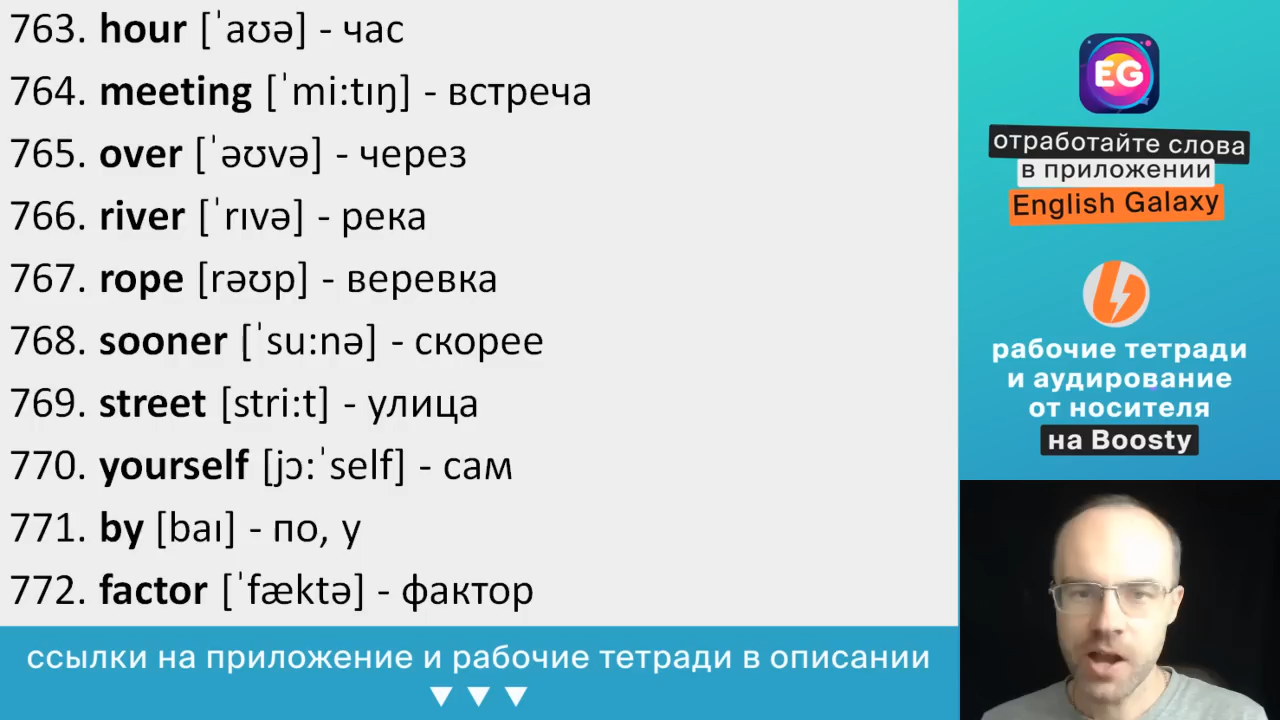 763. hour [ˈaʊə] - час
764. meeting [ˈmi:tɪŋ] - встреча
765. over [ˈəʊvə] - через
766. river [ˈrɪvə] - река
767. rope [rəʊp] - веревка
768. sooner [ˈsu:nə] - скорее
769. street [stri:t] - улица
770. yourself [jɔ:ˈself] - сам
771. by [baɪ] - по, у
772. factor [ˈfæktə] - фактор
ссылки на приложение и рабочие тетради в описании
EG
отработайте слова
в приложении
English Galaxy
рабочие тетради
и аудирование
от носителя
на Boosty